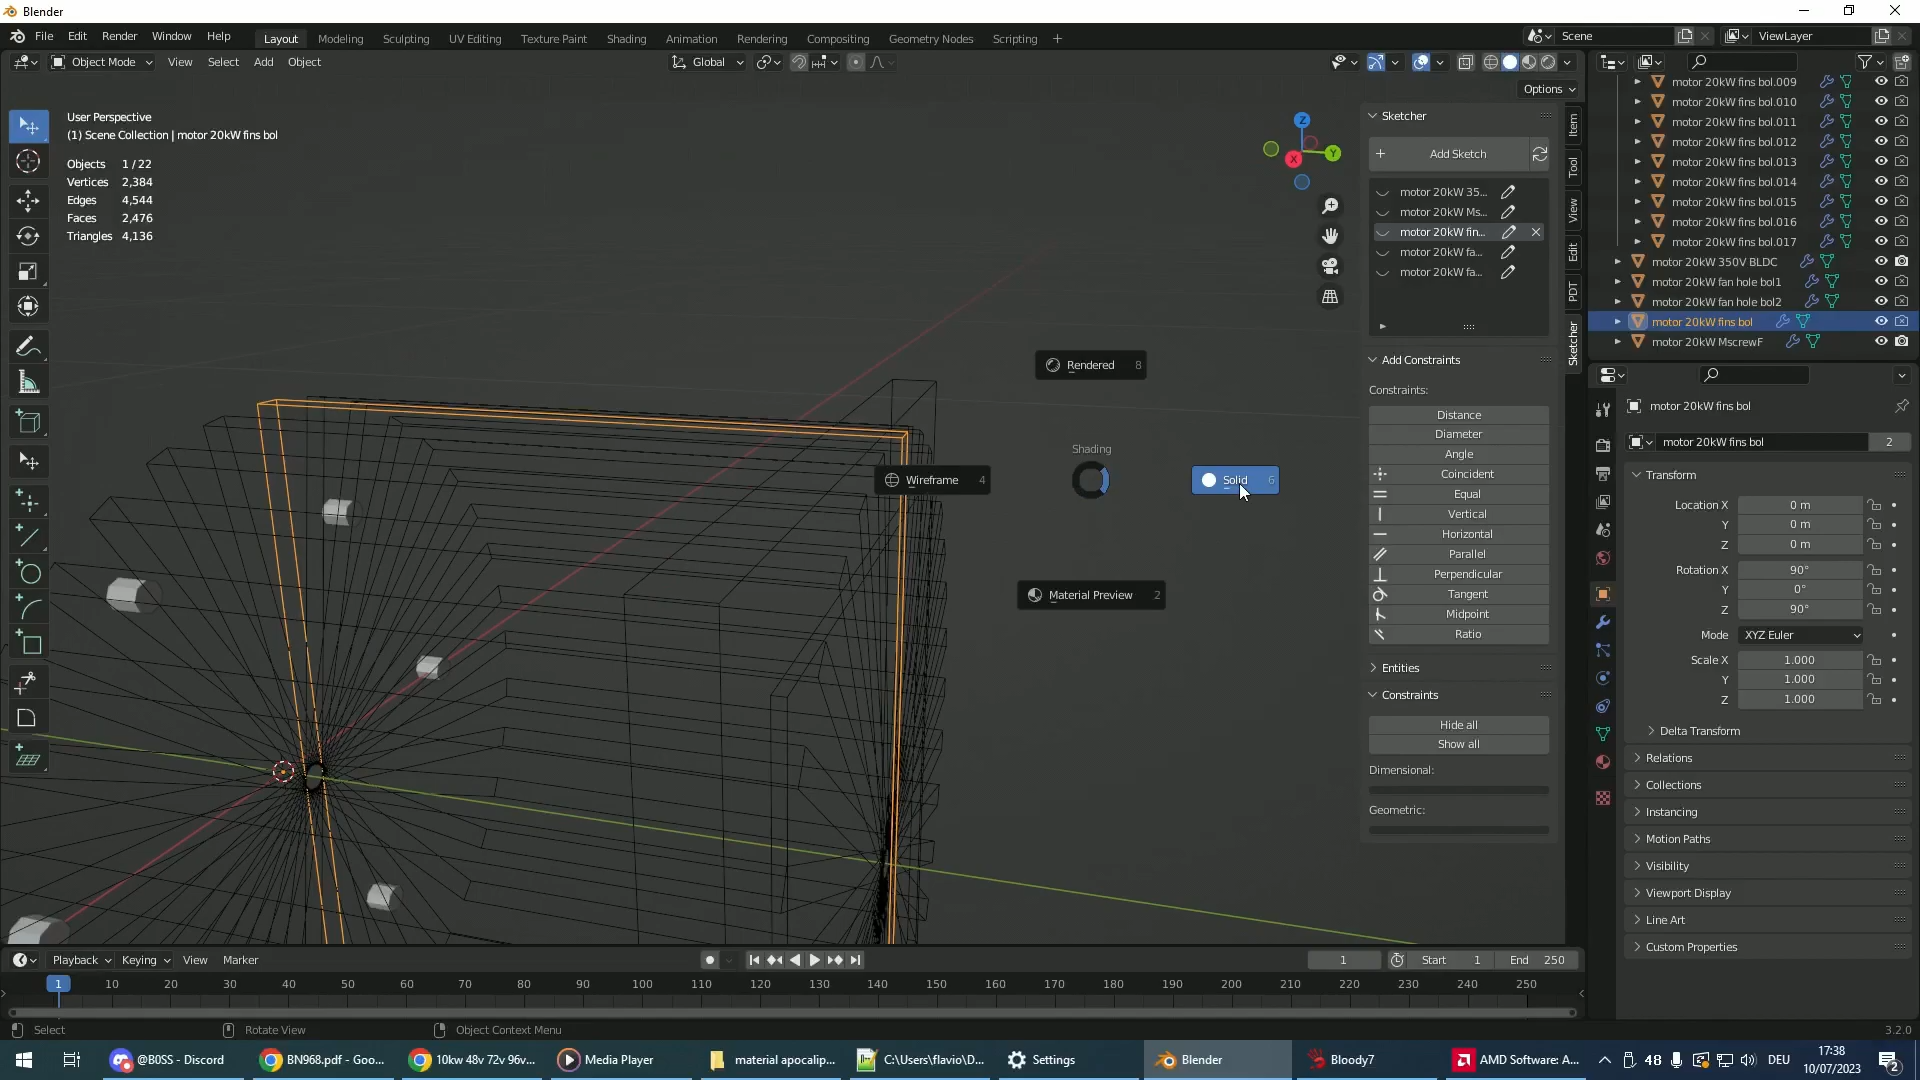 Blender
File Edit Render Window Help
Layout Modeling Sculpting UV Editing Texture Paint Shading Animation Rendering Compositing Geometry Nodes Scripting
Scene
ViewLayer
Object Mode View Select Add Object
Global
Options
User Perspective
(1) Scene Collection | motor 20kW fins bol
Objects 1 / 22
Vertices 2,384
Edges 4,544
Faces 2,476
Triangles 4,136
Z
Y
X
Sketcher
Add Sketch
motor 20kW 35...
motor 20kW Ms...
motor 20kW fin...
motor 20kW fa...
motor 20kW fa...
Add Constraints
Constraints:
Distance
Diameter
Angle
Coincident
Equal
Vertical
Horizontal
Parallel
Perpendicular
Tangent
Midpoint
Ratio
Entities
Constraints
Hide all
Show all
Dimensional:
Geometric:
Item
Tool
View
Edit
PDT
Sketcher
Rendered 8
Shading
Wireframe 4
Solid 6
Material Preview 2
motor 20kW fins bol.009
motor 20kW fins bol.010
motor 20kW fins bol.011
motor 20kW fins bol.012
motor 20kW fins bol.013
motor 20kW fins bol.014
motor 20kW fins bol.015
motor 20kW fins bol.016
motor 20kW fins bol.017
motor 20kW 350V BLDC
motor 20kW fan hole bol1
motor 20kW fan hole bol2
motor 20kW fins bol
motor 20kW MscrewF
motor 20kW fins bol
motor 20kW fins bol 2
Transform
Location X 0 m
Y 0 m
Z 0 m
Rotation X 90°
Y 0°
Z 90°
Mode XYZ Euler
Scale X 1.000
Y 1.000
Z 1.000
Delta Transform
Relations
Collections
Instancing
Motion Paths
Visibility
Viewport Display
Line Art
Custom Properties
Playback Keying View Marker
1 Start 1 End 250
1 10 20 30 40 50 60 70 80 90 100 110 120 130 140 150 160 170 180 190 200 210 220 230 240 250
Select Rotate View Object Context Menu
3.2.0
@B0SS - Discord
BN968.pdf - Goo...
10kw 48v 72v 96v...
Media Player
material apocalip...
C:\Users\flavio\D...
Settings
Blender
Bloody7
AMD Software: A...
48
DEU
17:38
10/07/2023
2